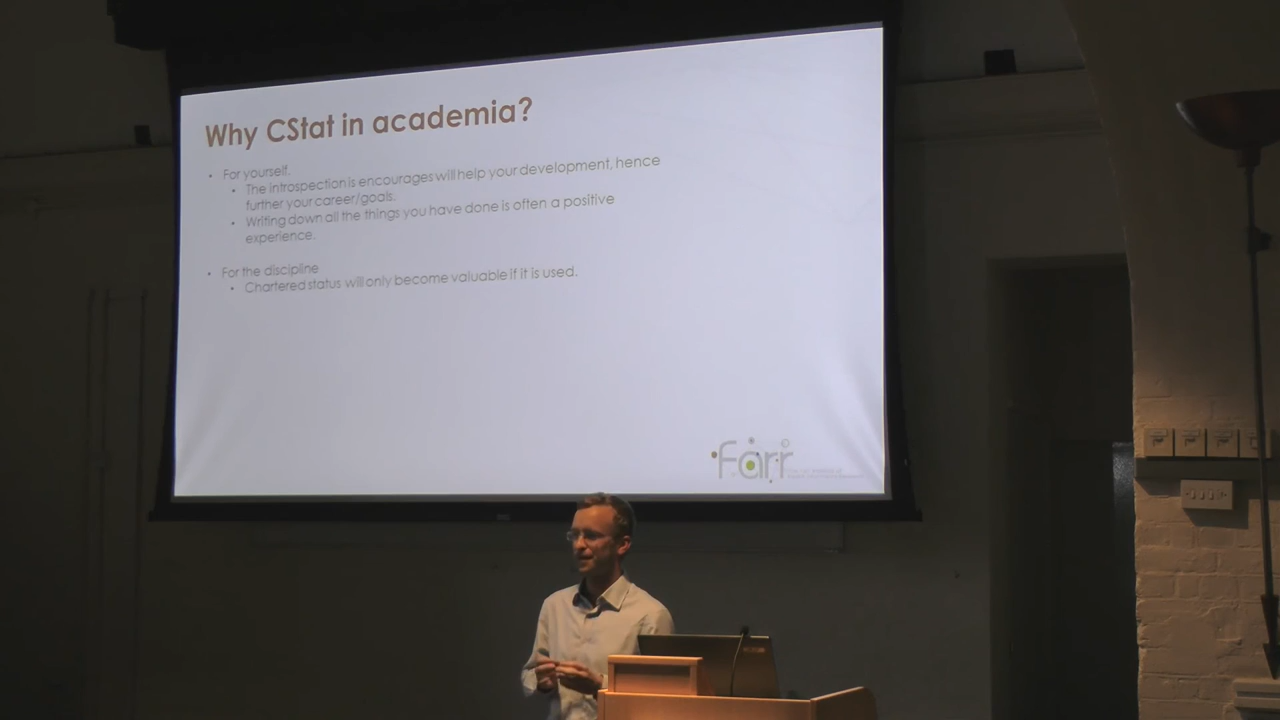 Why CStat in academia?
• For yourself.
• The introspection is encourages will help your development, hence
further your career/goals.
• Writing down all the things you have done is often a positive
experience.
• For the discipline
• Chartered status will only become valuable if it is used.
Farr